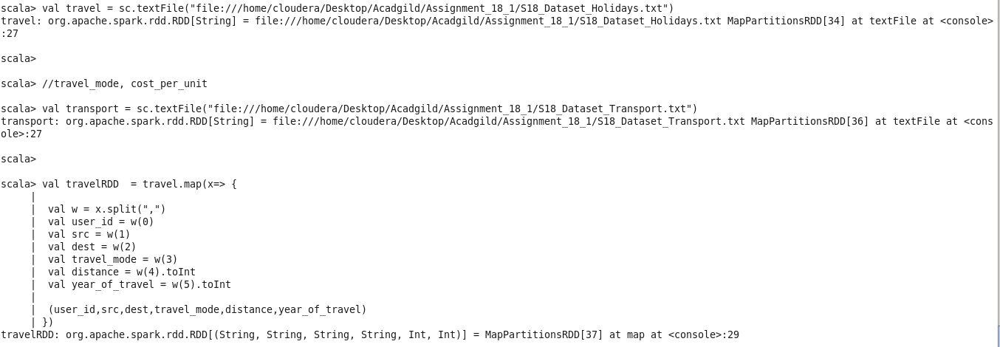 scala> val travel = sc.textFile("file:///home/cloudera/Desktop/Acadgild/Assignment_18_1/S18_Dataset_Holidays.txt")
travel: org.apache.spark.rdd.RDD[String] = file:///home/cloudera/Desktop/Acadgild/Assignment_18_1/S18_Dataset_Holidays.txt MapPartitionsRDD[34] at textFile at <console>
:27

scala>

scala> //travel_mode, cost_per_unit

scala> val transport = sc.textFile("file:///home/cloudera/Desktop/Acadgild/Assignment_18_1/S18_Dataset_Transport.txt")
transport: org.apache.spark.rdd.RDD[String] = file:///home/cloudera/Desktop/Acadgild/Assignment_18_1/S18_Dataset_Transport.txt MapPartitionsRDD[36] at textFile at <cons
ole>:27

scala>

scala> val travelRDD  = travel.map(x=> {
     |
     |  val w = x.split(",")
     |  val user_id = w(0)
     |  val src = w(1)
     |  val dest = w(2)
     |  val travel_mode = w(3)
     |  val distance = w(4).toInt
     |  val year_of_travel = w(5).toInt
     |
     |  (user_id,src,dest,travel_mode,distance,year_of_travel)
     | })
travelRDD: org.apache.spark.rdd.RDD[(String, String, String, String, Int, Int)] = MapPartitionsRDD[37] at map at <console>:29